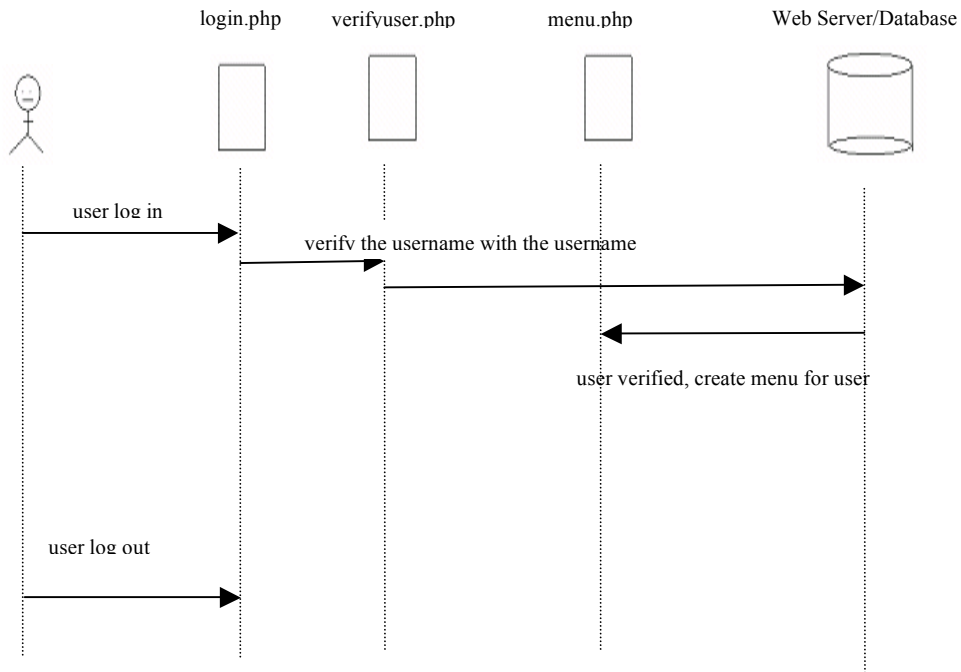 login.php
verifyuser.php
menu.php
Web Server/Database
user log in
verify the username with the username
user verified, create menu for user
user log out